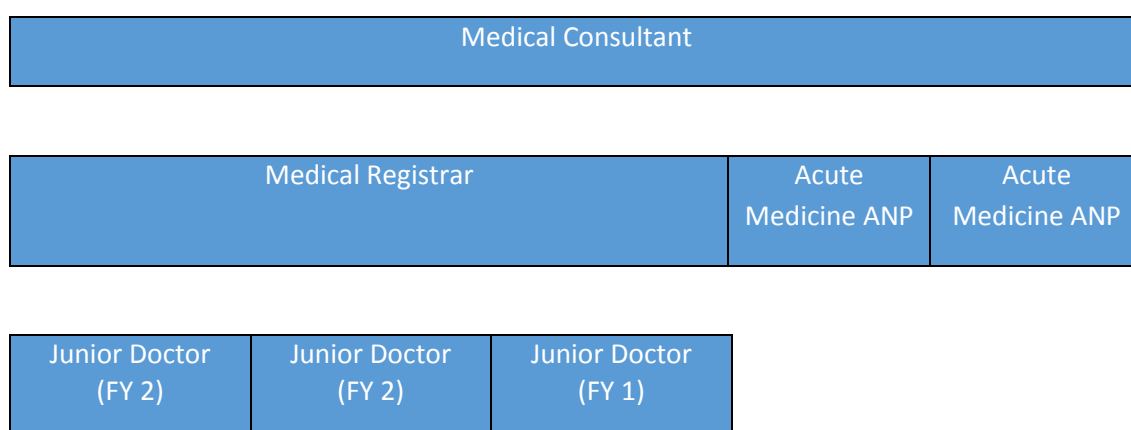 Medical Consultant
Medical Registrar
Acute
Medicine ANP
Acute
Medicine ANP
Junior Doctor
(FY 2)
Junior Doctor
(FY 2)
Junior Doctor
(FY 1)